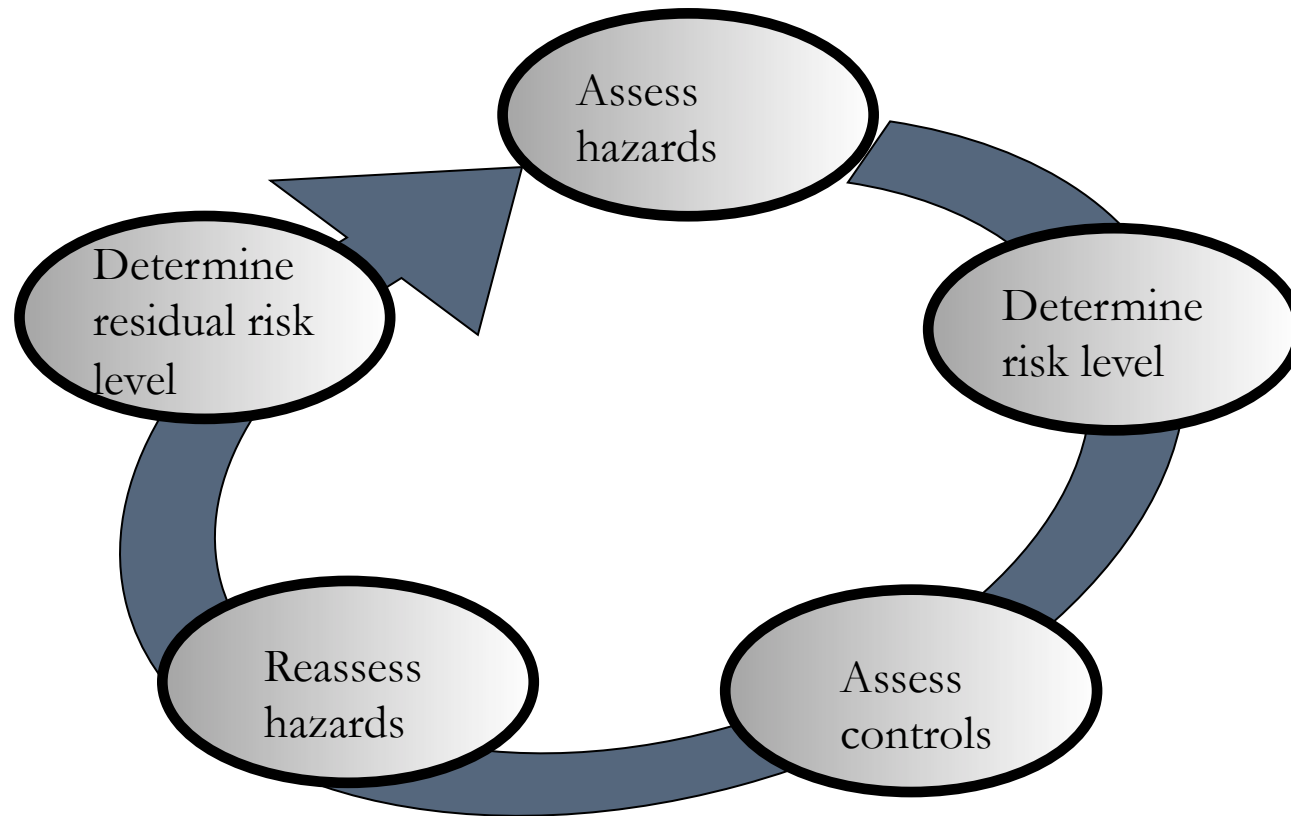 Assess
hazards
Determine
risk level
Assess
controls
Reassess
hazards
Determine
residual risk
level